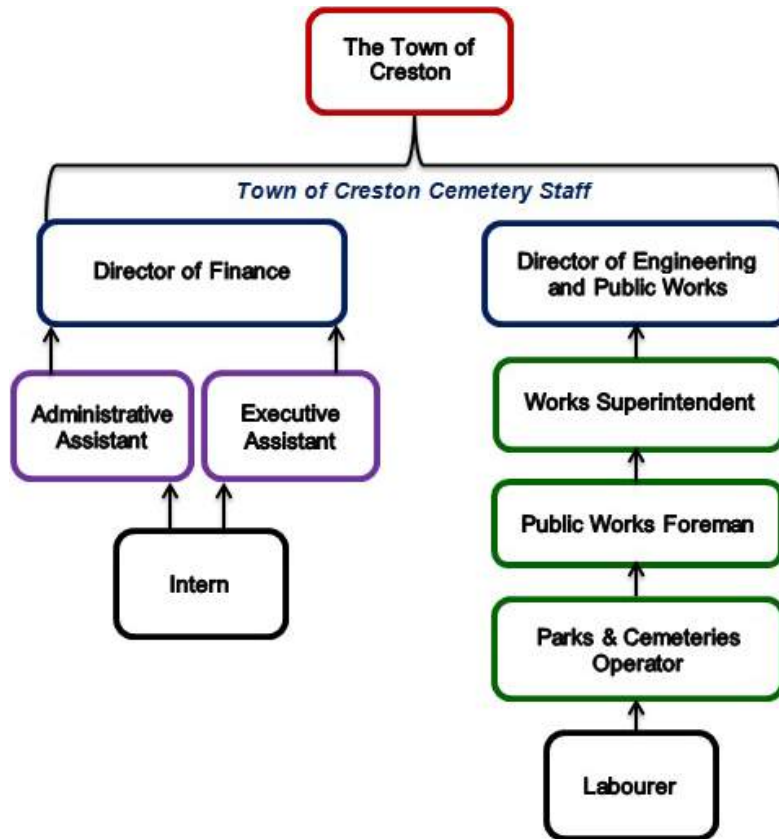 The Town of
Creston
Town of Creston Cemetery Staff
Director of Finance
Director of Engineering
and Public Works
Administrative
Assistant
Executive
Assistant
Works Superintendent
Public Works Foreman
Intern
Parks & Cemeteries
Operator
Labourer